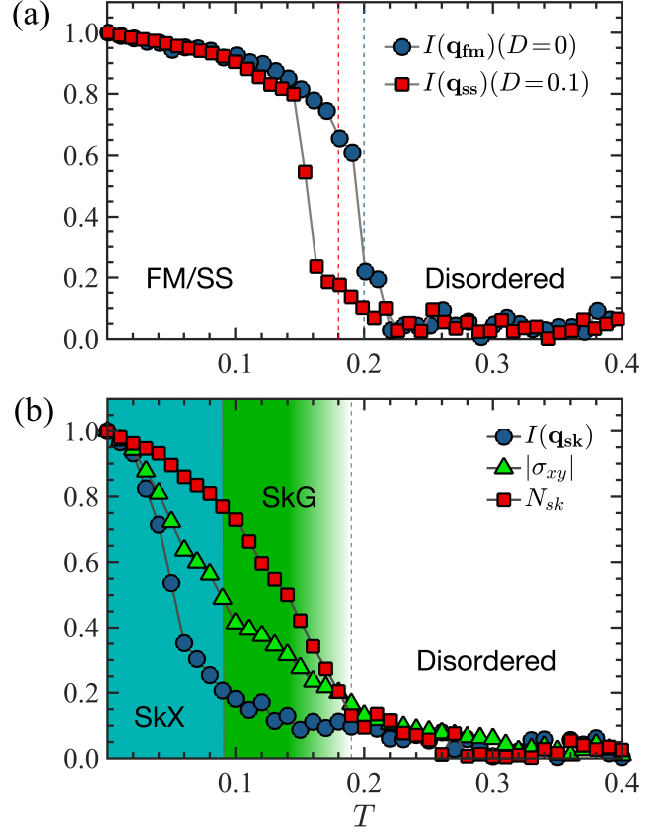 (a)
1.0
0.8
0.6
0.4
0.2
0.0
I(q_fm)(D=0)
I(q_ss)(D=0.1)
FM/SS
Disordered
0.1 0.2 0.3 0.4
(b)
1.0
0.8
0.6
0.4
0.2
0.0
I(q_sk)
|σ_xy|
N_sk
SkG
SkX
Disordered
0.1 0.2 0.3 0.4
T